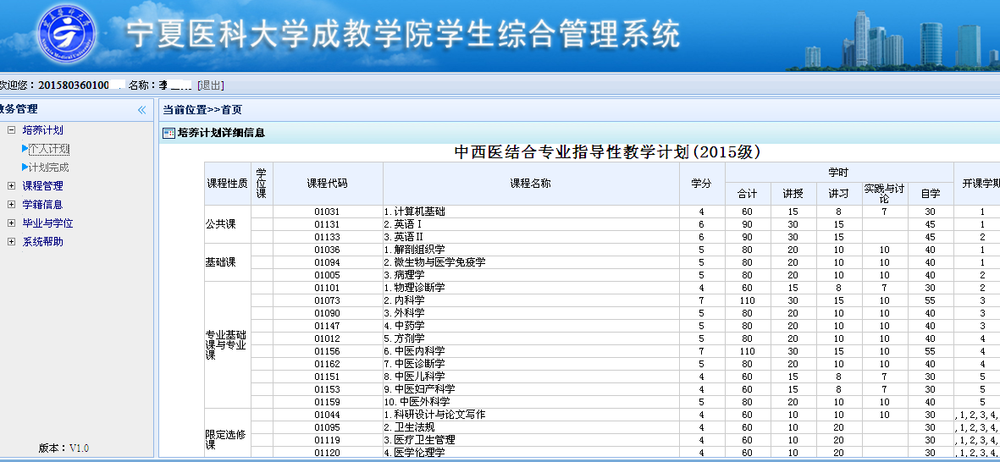 宁夏医科大学成教学院学生综合管理系统
欢迎您：201580360100 名称：李 [退出]
教务管理 «
培养计划
个人计划
计划完成
课程管理
学籍信息
毕业与学位
系统帮助
版本：V1.0
当前位置>>首页
培养计划详细信息
中西医结合专业指导性教学计划(2015级)
课程性质 学位课 课程代码 课程名称 学分 学时 开课学期
合计 讲授 讲习 实践与讨论 自学
公共课
01031 1.计算机基础 4 60 15 8 7 30 1
01131 2.英语Ⅰ 6 90 30 15 45 1
01133 3.英语Ⅱ 6 90 30 15 45 2
基础课
01036 1.解剖组织学 5 80 20 10 10 40 1
01094 2.微生物与医学免疫学 5 80 20 10 10 40 1
01005 3.病理学 5 80 20 10 10 40 2
专业基础课与专业课
01101 1.物理诊断学 4 60 15 8 7 30 2
01073 2.内科学 7 110 30 15 10 55 3
01090 3.外科学 5 80 20 10 10 40 3
01147 4.中药学 5 80 20 10 10 40 3
01012 5.方剂学 5 80 20 10 10 40 4
01156 6.中医内科学 7 110 30 15 10 55 4
01162 7.中医诊断学 5 80 20 10 10 40 4
01151 8.中医儿科学 4 60 15 8 7 30 5
01153 9.中医妇产科学 4 60 15 8 7 30 5
01159 10.中医外科学 5 80 20 10 10 40 5
限定选修课
01044 1.科研设计与论文写作 4 60 10 10 10 30 ,1,2,3,4,
01095 2.卫生法规 4 60 10 20 30 ,1,2,3,4,
01119 3.医疗卫生管理 4 60 10 20 30 ,1,2,3,4,
01120 4.医学伦理学 4 60 10 20 30 ,1,2,3,4,